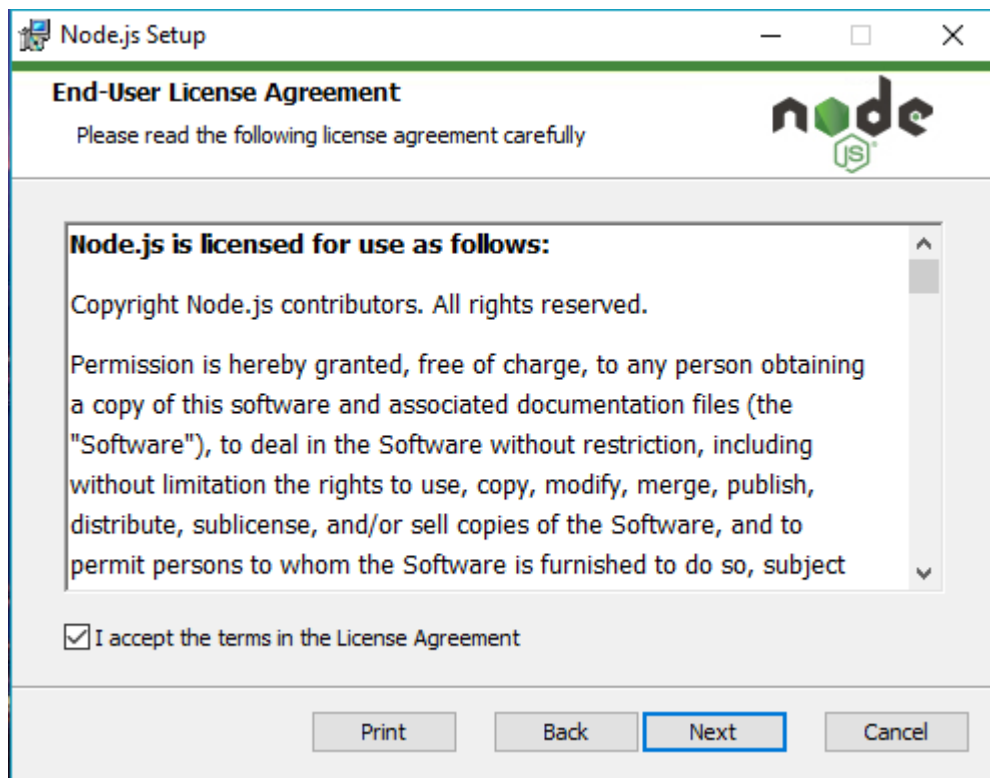 Node.js Setup
End-User License Agreement
Please read the following license agreement carefully
node
JS
Node.js is licensed for use as follows:
Copyright Node.js contributors. All rights reserved.
Permission is hereby granted, free of charge, to any person obtaining
a copy of this software and associated documentation files (the
"Software"), to deal in the Software without restriction, including
without limitation the rights to use, copy, modify, merge, publish,
distribute, sublicense, and/or sell copies of the Software, and to
permit persons to whom the Software is furnished to do so, subject
I accept the terms in the License Agreement
Print Back Next Cancel